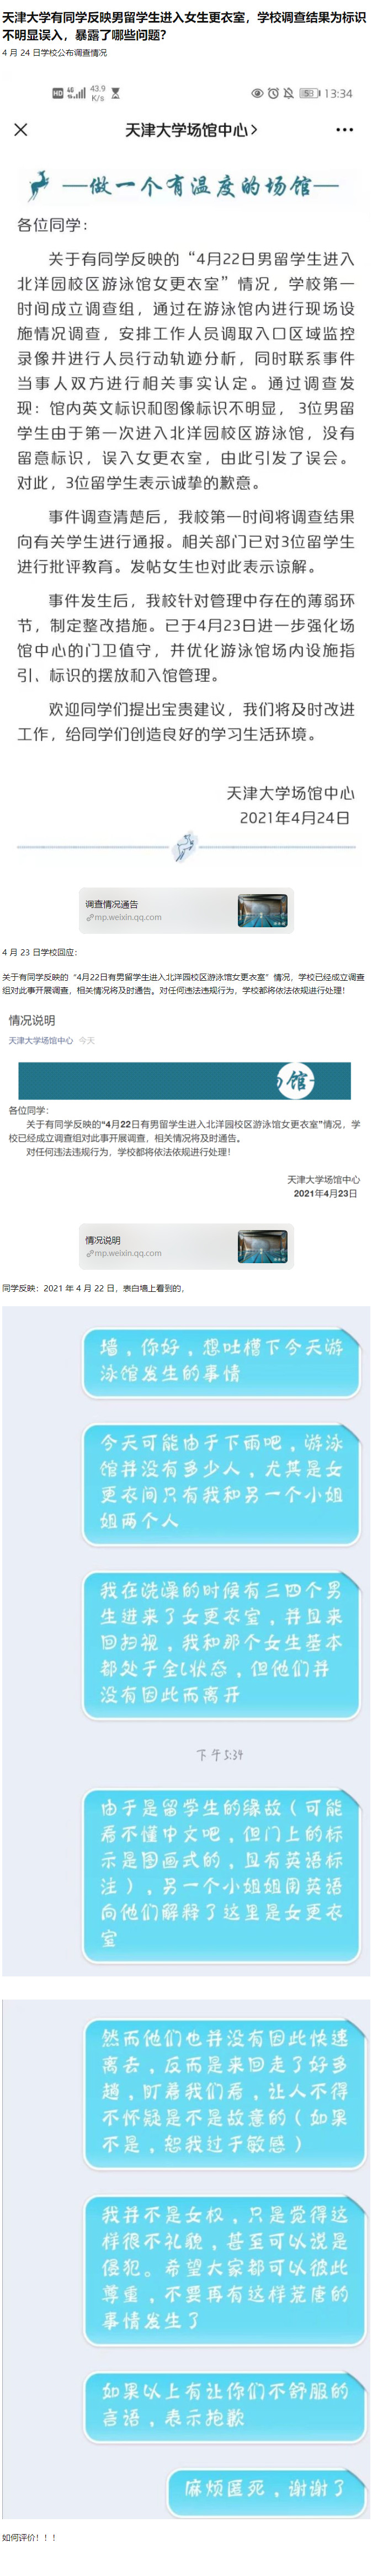 天津大学有同学反映男留学生进入女生更衣室，学校调查结果为标识
不明显误入，暴露了哪些问题？
4 月 24 日学校公布调查情况
HD 4G 43.9 K/s 50 13:34
天津大学场馆中心
—做一个有温度的场馆—
各位同学：
关于有同学反映的“4月22日男留学生进入
北洋园校区游泳馆女更衣室”情况，学校第一
时间成立调查组，通过在游泳馆内进行现场设
施情况调查，安排工作人员调取入口区域监控
录像并进行人员行动轨迹分析，同时联系事件
当事人双方进行相关事实认定。通过调查发
现：馆内英文标识和图像标识不明显，3位男留
学生由于第一次进入北洋园校区游泳馆，没有
留意标识，误入女更衣室，由此引发了误会。
对此，3位留学生表示诚挚的歉意。
事件调查清楚后，我校第一时间将调查结果
向有关学生进行通报。相关部门已对3位留学生
进行批评教育。发帖女生也对此表示谅解。
事件发生后，我校针对管理中存在的薄弱环
节，制定整改措施。已于4月23日进一步强化场
馆中心的门卫值守，并优化游泳馆场内设施指
引、标识的摆放和入馆管理。
欢迎同学们提出宝贵建议，我们将及时改进
工作，给同学们创造良好的学习生活环境。
天津大学场馆中心
2021年4月24日
调查情况通告
mp.weixin.qq.com
4 月 23 日学校回应：
关于有同学反映的“4月22日有男留学生进入北洋园校区游泳馆女更衣室”情况，学校已经成立调查
组对此事开展调查，相关情况将及时通告。对任何违法违规行为，学校都将依法依规进行处理！
情况说明
天津大学场馆中心 今天
馆
各位同学：
关于有同学反映的“4月22日有男留学生进入北洋园校区游泳馆女更衣室”情况，学
校已经成立调查组对此事开展调查，相关情况将及时通告。
对任何违法违规行为，学校都将依法依规进行处理！
天津大学场馆中心
2021年4月23日
情况说明
mp.weixin.qq.com
同学反映：2021 年 4 月 22 日，表白墙上看到的，
墙，你好，想吐槽下今天游
泳馆发生的事情
今天可能由于下雨吧，游泳
馆并没有多少人，尤其是女
更衣间只有我和另一个小姐
姐两个人
我在洗澡的时候有三四个男
生进来了女更衣室，并且来
回扫视，我和那个女生基本
都处于全l状态，但他们并
没有因此而离开
下午5:34
由于是留学生的缘故（可能
看不懂中文吧，但门上的标
示是图画式的，且有英语标
注），另一个小姐姐用英语
向他们解释了这里是女更衣
室
然而他们也并没有因此快速
离去，反而是来回走了好多
趟，盯着我们看，让人不得
不怀疑是不是故意的（如果
不是，恕我过于敏感）
我并不是女权，只是觉得这
样很不礼貌，甚至可以说是
侵犯。希望大家都可以彼此
尊重，不要再有这样荒唐的
事情发生了
如果以上有让你们不舒服的
言语，表示抱歉
麻烦匿死，谢谢了
如何评价！！！